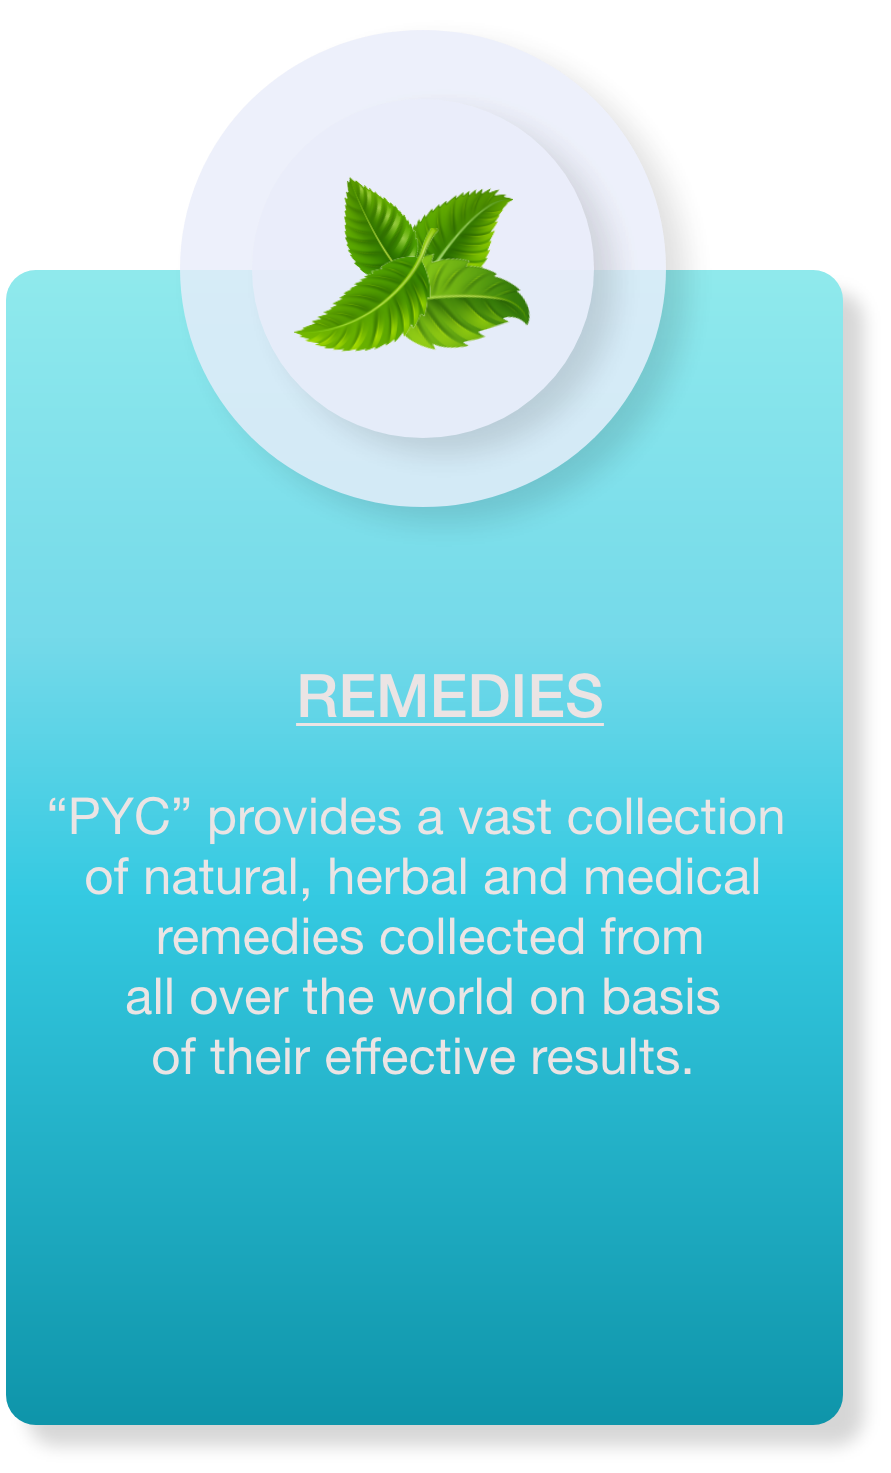 REMEDIES
“PYC” provides a vast collection
of natural, herbal and medical
remedies collected from
all over the world on basis
of their effective results.